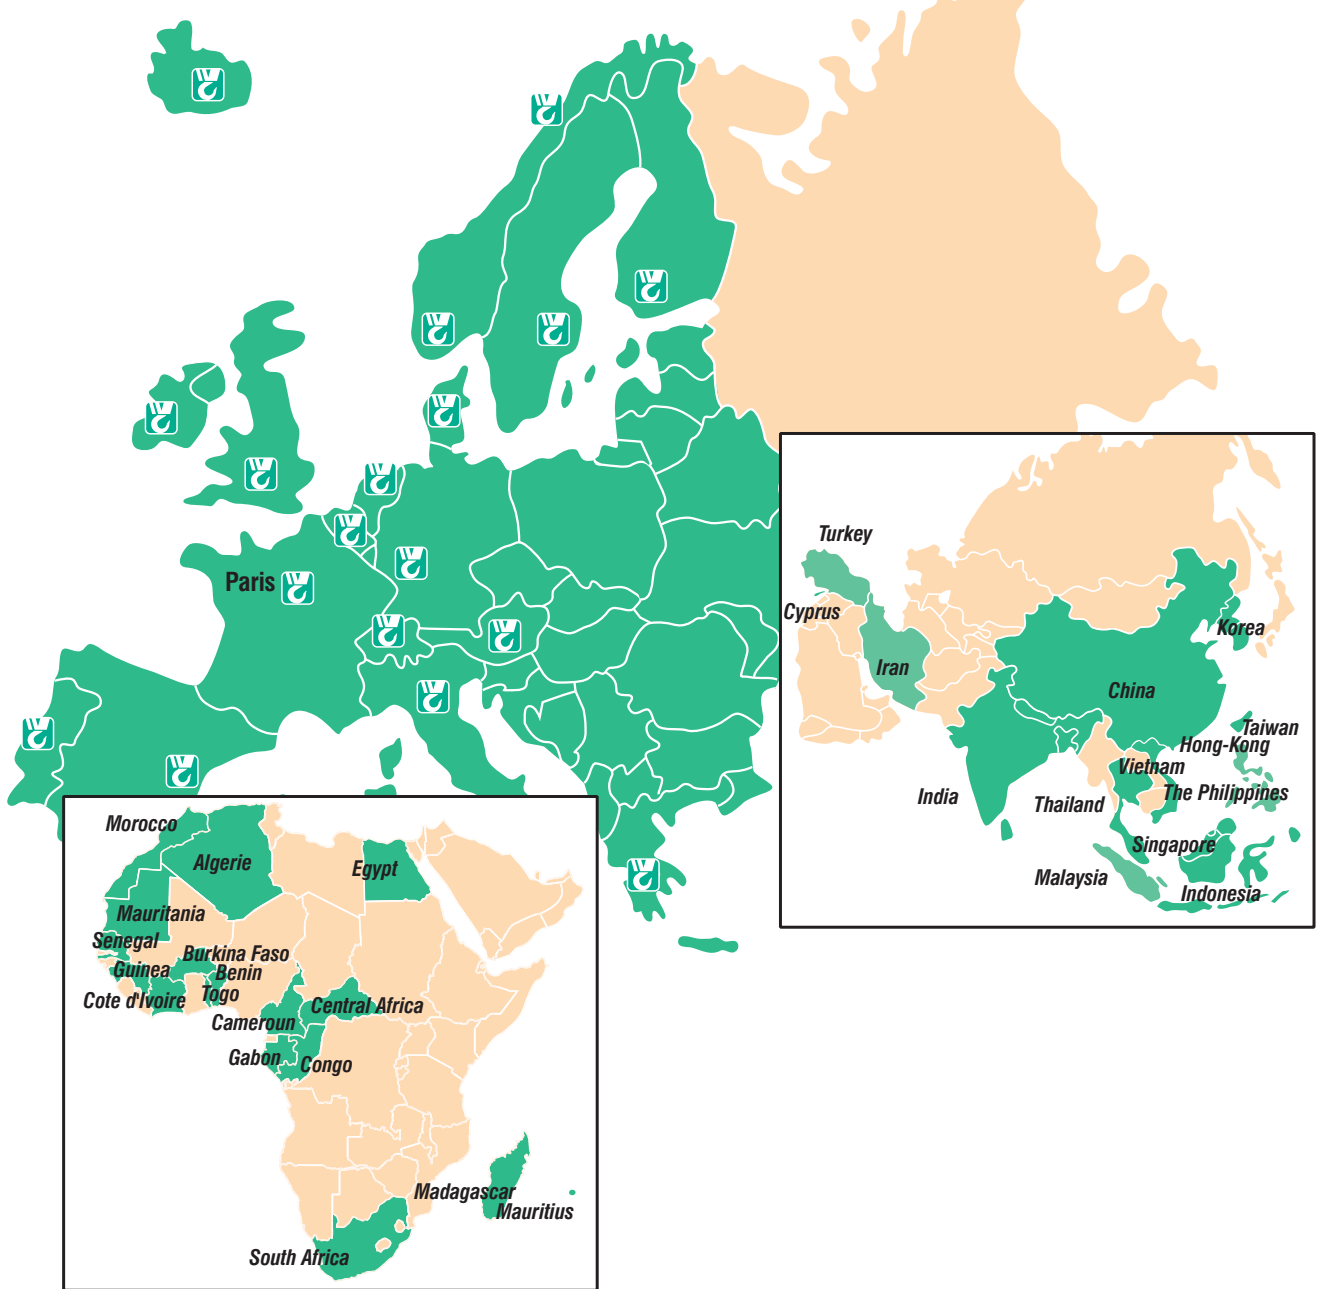 Paris
Turkey
Cyprus
Korea
Iran
China
Taiwan
Hong-Kong
Vietnam
India
Thailand
The Philippines
Singapore
Malaysia
Indonesia
Morocco
Algerie
Egypt
Mauritania
Senegal
Burkina Faso
Guinea
Benin
Togo
Cote d'Ivoire
Central Africa
Cameroun
Gabon
Congo
Madagascar
Mauritius
South Africa